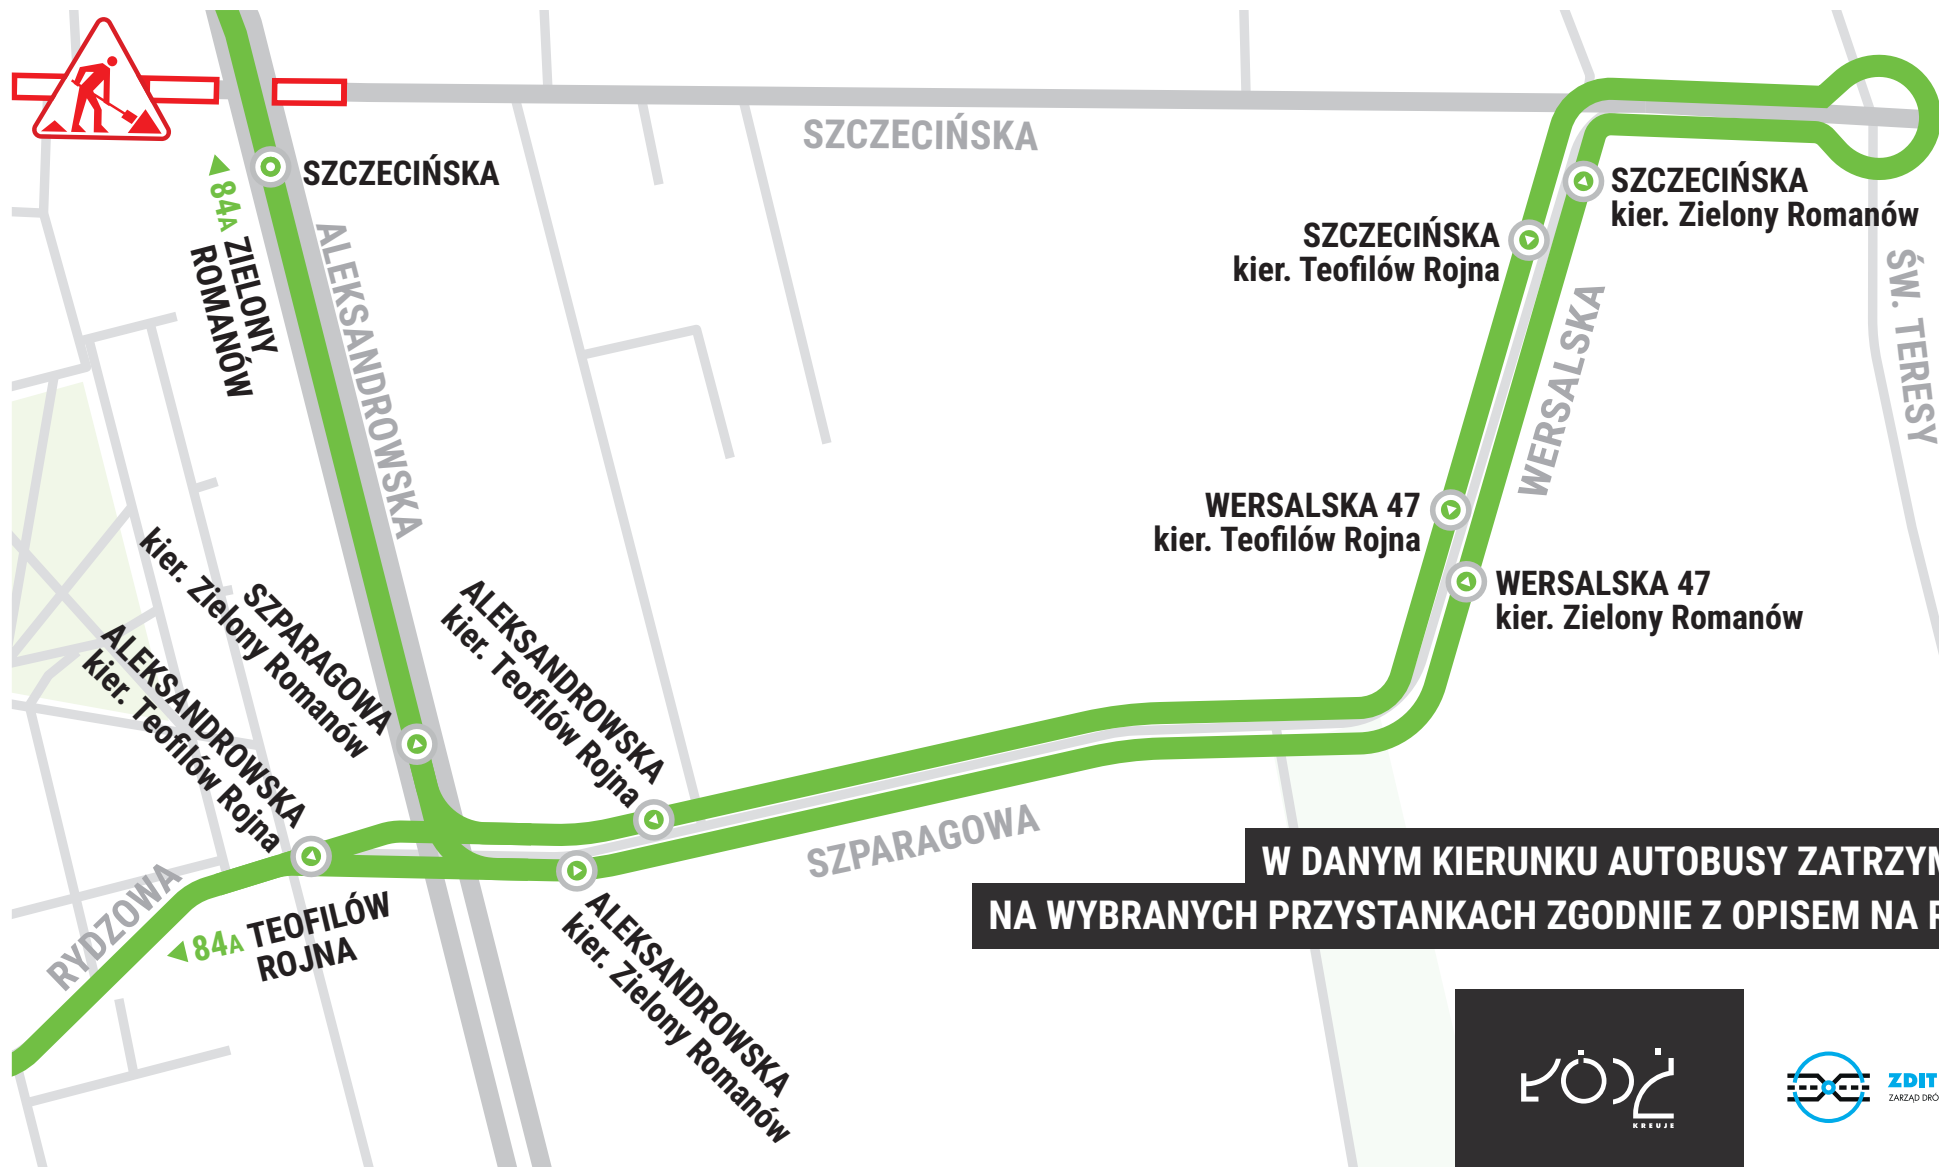 SZCZECIŃSKA
SZCZECIŃSKA
84A ZIELONY
ROMANÓW
ALEKSANDROWSKA
SZCZECIŃSKA
kier. Zielony Romanów
SZCZECIŃSKA
kier. Teofilów Rojna
ŚW. TERESY
WERSALSKA
WERSALSKA 47
kier. Teofilów Rojna
WERSALSKA 47
kier. Zielony Romanów
SZPARAGOWA
kier. Zielony Romanów
ALEKSANDROWSKA
kier. Teofilów Rojna
ALEKSANDROWSKA
kier. Teofilów Rojna
SZPARAGOWA
RYDZOWA
84A TEOFILÓW
ROJNA
ALEKSANDROWSKA
kier. Zielony Romanów
W DANYM KIERUNKU AUTOBUSY
NA WYBRANYCH PRZYSTANKACH ZGODNIE Z OPISEM NA
ŁÓDŹ
KREUJE
ZDIT
ZARZĄD